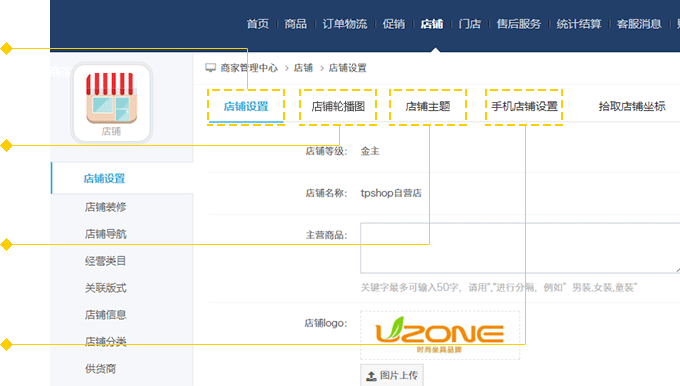 首页 商品 订单物流 促销 店铺 门店 售后服务 统计结算 客服消息
店铺
商家管理中心 > 店铺 > 店铺设置
店铺设置 店铺轮播图 店铺主题 手机店铺设置 拾取店铺坐标
店铺设置
店铺装修
店铺导航
经营类目
关联版式
店铺信息
店铺分类
供货商
店铺等级： 金主
店铺名称： tpshop自营店
主营商品：
关键字最多可输入50字，请用","进行分隔，例如”男装,女装,童装”
店铺logo:
UZONE
时尚坐具品牌
图片上传